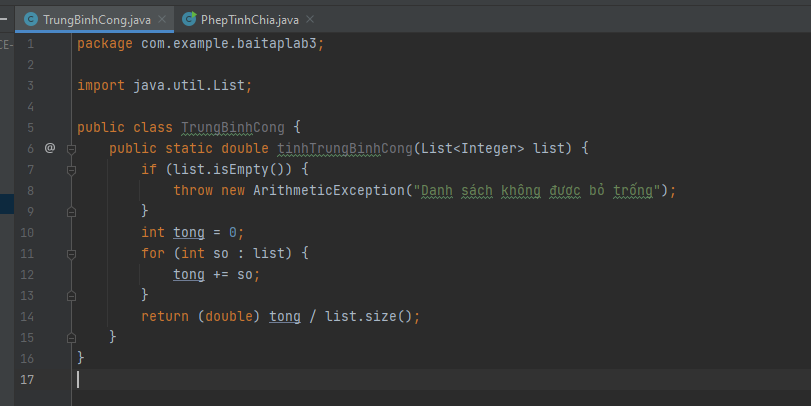 TrungBinhCong.java
PhepTinhChia.java
CE-
1 package com.example.baitaplab3;
2
3 import java.util.List;
4
5 public class TrungBinhCong {
6 @ public static double tinhTrungBinhCong(List<Integer> list) {
7 if (list.isEmpty()) {
8 throw new ArithmeticException("Danh sách không được bỏ trống");
9 }
10 int tong = 0;
11 for (int so : list) {
12 tong += so;
13 }
14 return (double) tong / list.size();
15 }
16 }
17